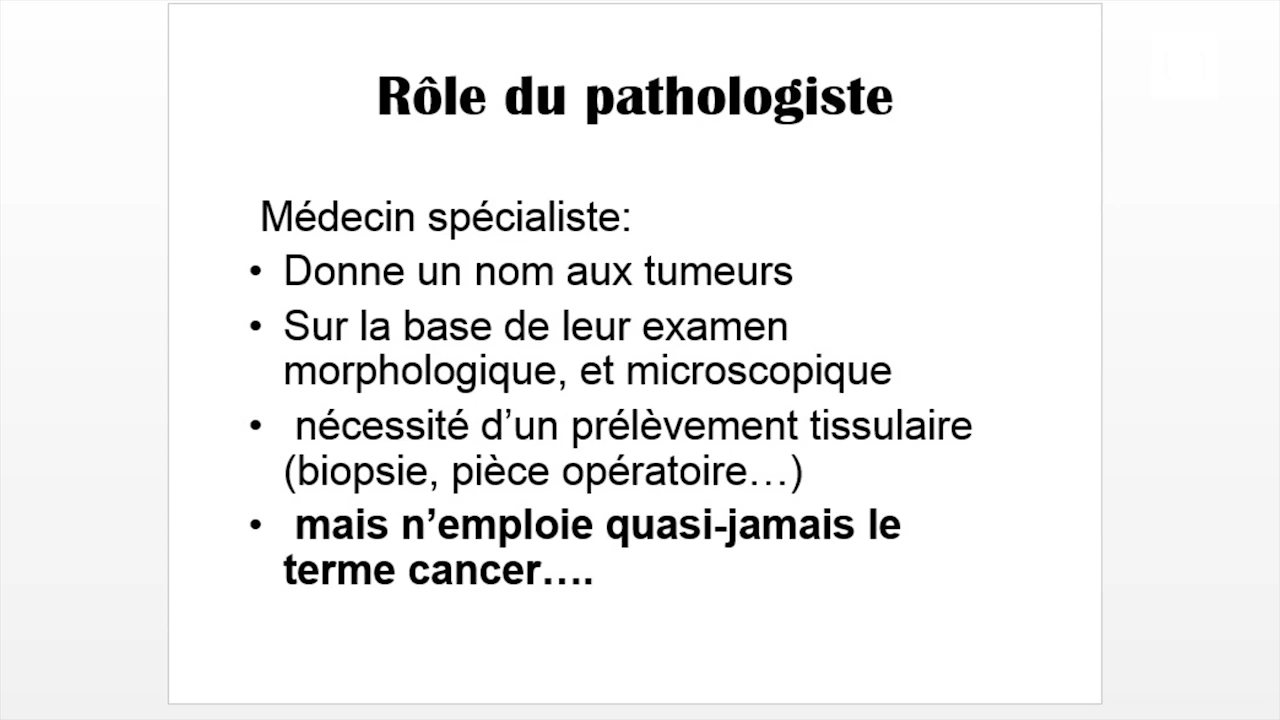 Rôle du pathologiste
Médecin spécialiste:
• Donne un nom aux tumeurs
• Sur la base de leur examen
morphologique, et microscopique
• nécessité d’un prélèvement tissulaire
(biopsie, pièce opératoire…)
• mais n’emploie quasi-jamais le
terme cancer….